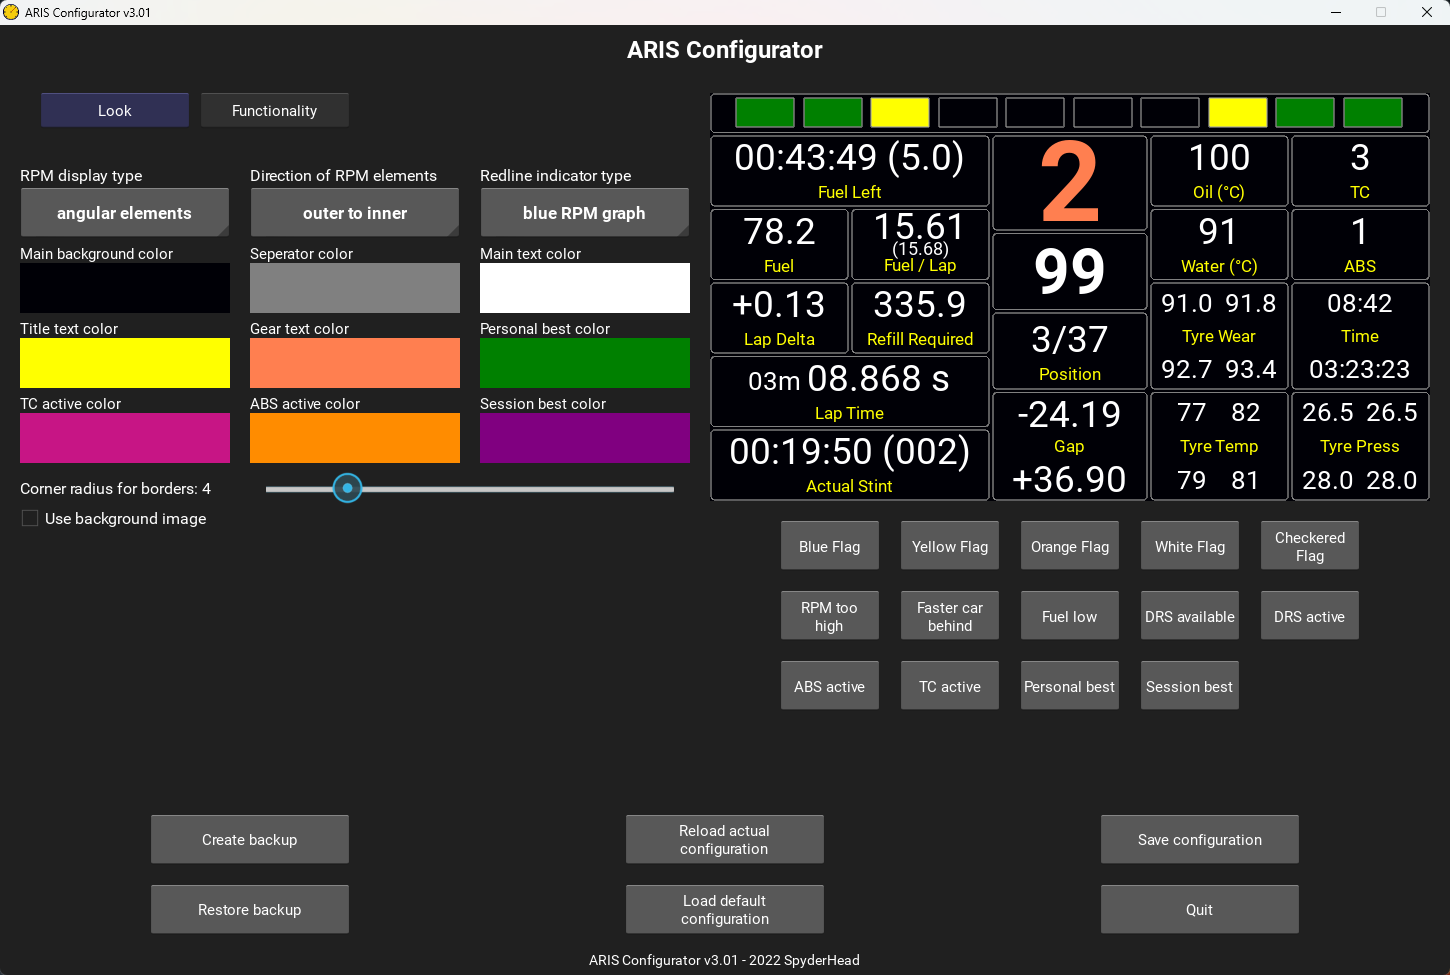 ARIS Configurator v3.01
ARIS Configurator
Look
Functionality
RPM display type
Direction of RPM elements
Redline indicator type
angular elements
outer to inner
blue RPM graph
Main background color
Seperator color
Main text color
Title text color
Gear text color
Personal best color
TC active color
ABS active color
Session best color
Corner radius for borders: 4
Use background image
00:43:49 (5.0)
Fuel Left
2
100
Oil (°C)
3
TC
78.2
Fuel
15.61
(15.68)
Fuel / Lap
99
91
Water (°C)
1
ABS
+0.13
Lap Delta
335.9
Refill Required
3/37
Position
91.0 91.8
Tyre Wear
92.7 93.4
08:42
Time
03:23:23
03m 08.868 s
Lap Time
00:19:50 (002)
Actual Stint
-24.19
Gap
+36.90
77 82
Tyre Temp
79 81
26.5 26.5
Tyre Press
28.0 28.0
Blue Flag
Yellow Flag
Orange Flag
White Flag
Checkered
Flag
RPM too
high
Faster car
behind
Fuel low
DRS available
DRS active
ABS active
TC active
Personal best
Session best
Create backup
Reload actual
configuration
Save configuration
Restore backup
Load default
configuration
Quit
ARIS Configurator v3.01 - 2022 SpyderHead